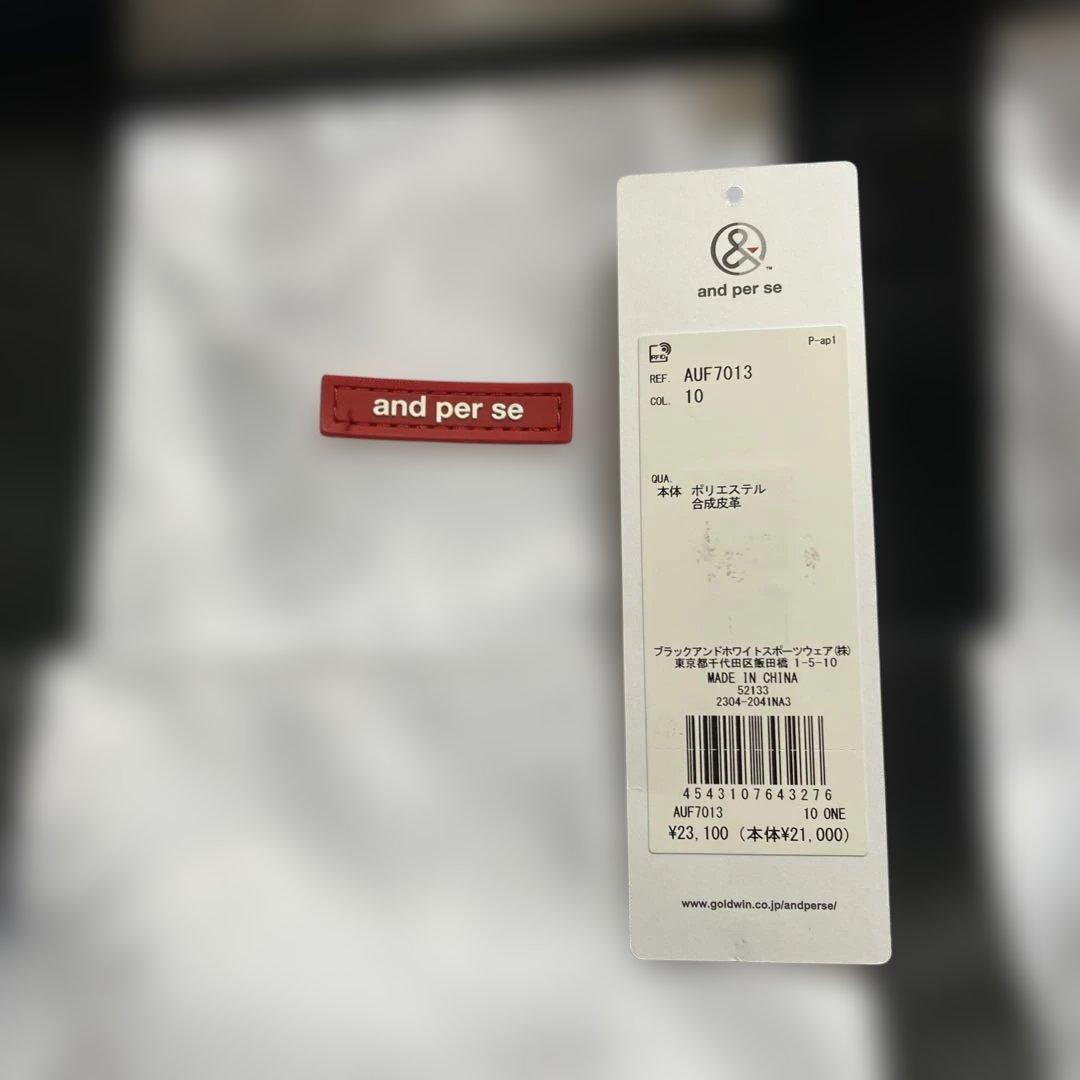 and per se
&
™
and per se
P-ap1
RFID
REF. AUF7013
COL. 10
QUA.
本体 ポリエステル
合成皮革
ブラックアンドホワイトスポーツウェア(株)
東京都千代田区飯田橋 1-5-10
MADE IN CHINA
52133
2304-2041NA3
4543107643276
AUF7013 10 ONE
¥23,100 (本体¥21,000)
www.goldwin.co.jp/andperse/